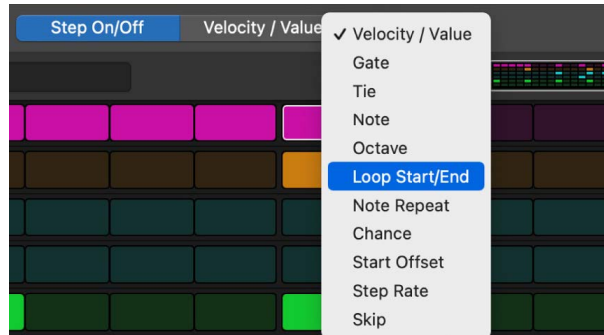 Step On/Off
Velocity / Value
✓ Velocity / Value
Gate
Tie
Note
Octave
Loop Start/End
Note Repeat
Chance
Start Offset
Step Rate
Skip